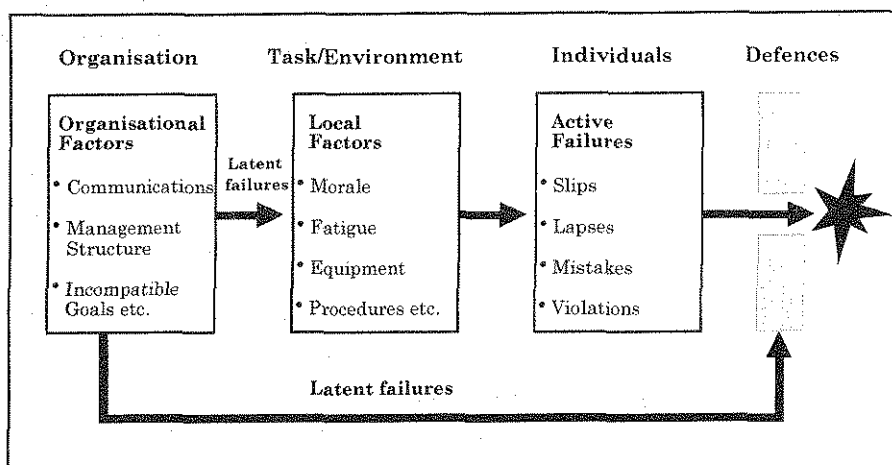 Organisation
Task/Environment
Individuals
Defences
Organisational
Factors
• Communications
• Management
Structure
• Incompatible
Goals etc.
Latent
failures
Local
Factors
• Morale
• Fatigue
• Equipment
• Procedures etc.
Active
Failures
• Slips
• Lapses
• Mistakes
• Violations
Latent failures